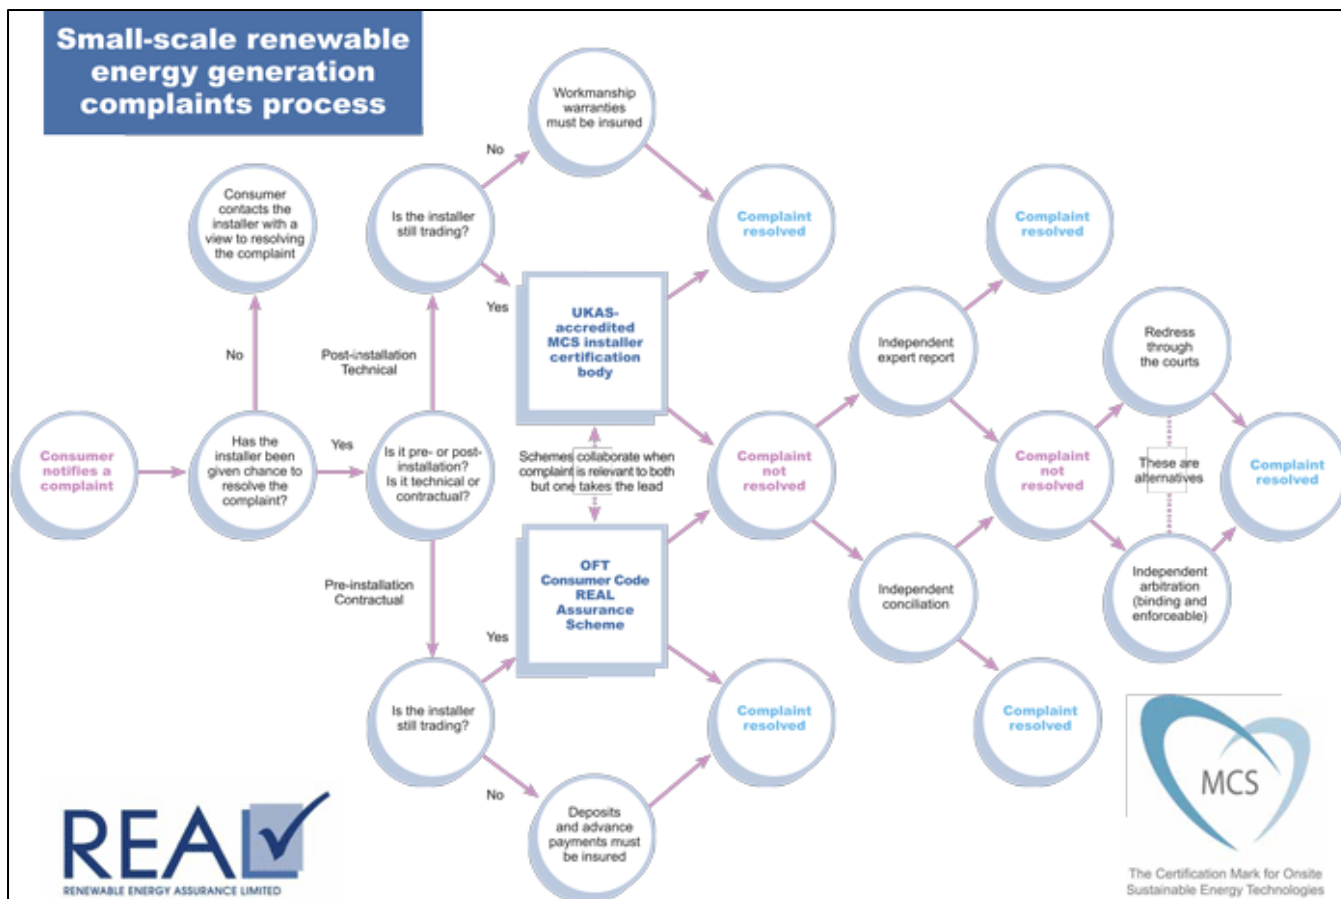 Small-scale renewable
energy generation
complaints process
Workmanship
warranties
must be insured
No
Consumer
contacts the
installer with a
view to resolving
the complaint
Is the installer
still trading?
Complaint
resolved
Complaint
resolved
Yes
UKAS-
accredited
MCS installer
certification
body
No
Post-installation
Technical
Independent
expert report
Redress
through
the courts
Consumer
notifies a
complaint
Has the
installer been
given chance to
resolve the
complaint?
Yes
Is it pre- or post-
installation?
Is it technical or
contractual?
Schemes collaborate when
complaint is relevant to both
but one takes the lead
Complaint
not
resolved
Complaint
not
resolved
These are
alternatives
Complaint
resolved
Pre-installation
Contractual
OFT
Consumer Code
REAL
Assurance
Scheme
Independent
conciliation
Independent
arbitration
(binding and
enforceable)
Yes
Is the installer
still trading?
Complaint
resolved
Complaint
resolved
No
Deposits
and advance
payments must
be insured
REAL
RENEWABLE ENERGY ASSURANCE LIMITED
MCS
The Certification Mark for Onsite
Sustainable Energy Technologies